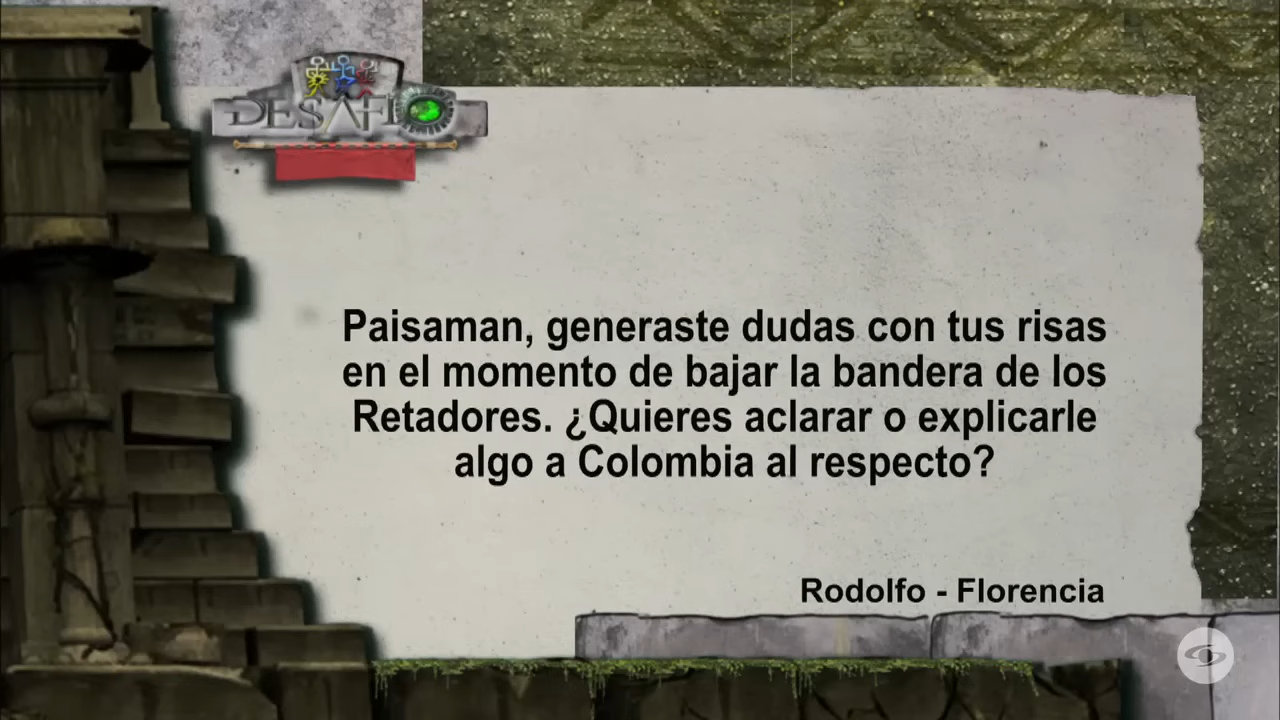 DESAFIO
Paisaman, generaste dudas con tus risas
en el momento de bajar la bandera de los
Retadores. ¿Quieres aclarar o explicarle
algo a Colombia al respecto?
Rodolfo - Florencia